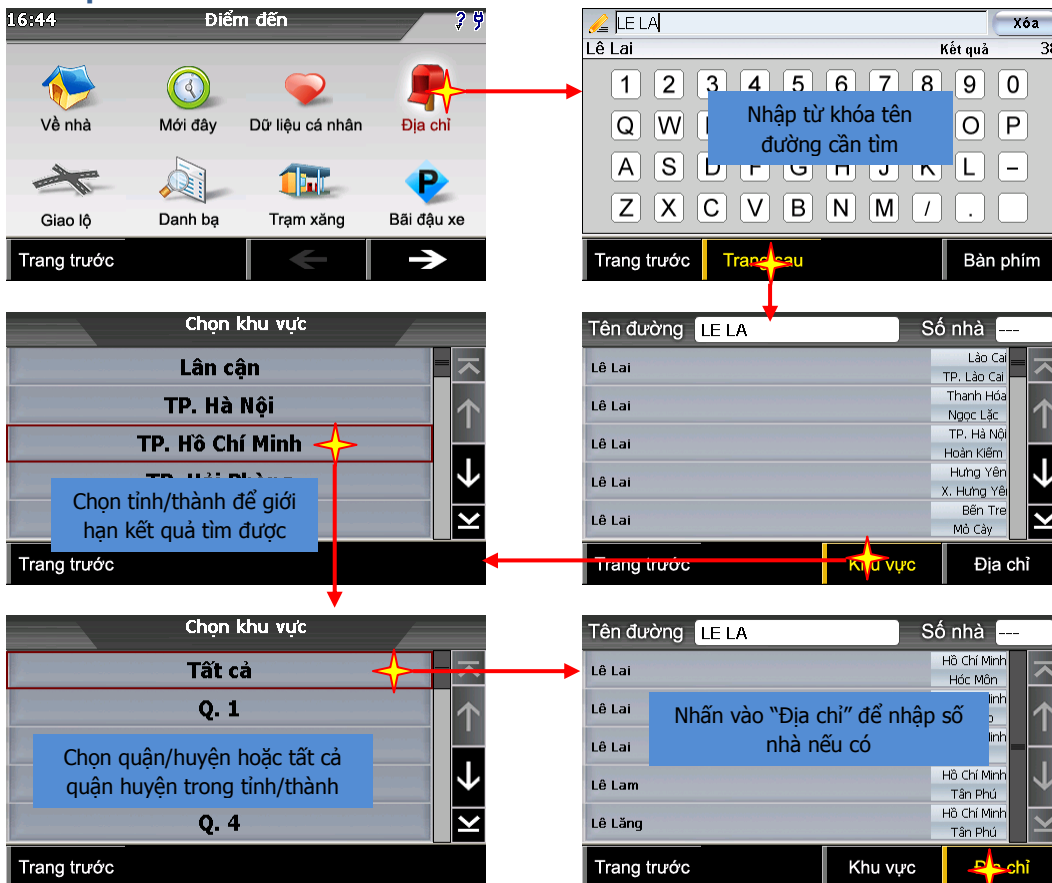 16:44 Điểm đến
Về nhà Mới đây Dữ liệu cá nhân Địa chỉ
Giao lộ Danh bạ Trạm xăng Bãi đậu xe
P
Trang trước
LE LA Xóa
Lê Lai Kết quả 38
1 2 3 4 5 6 7 8 9 0
Q W O P
A S D F G H J K L –
Z X C V B N M / .
Nhập từ khóa tên
đường cần tìm
Trang trước Trang sau Bàn phím
Chọn khu vực
Lân cận
TP. Hà Nội
TP. Hồ Chí Minh
TP. Hải Phòng
Chọn tỉnh/thành để giới
hạn kết quả tìm được
Trang trước
Tên đường LE LA Số nhà ---
Lê Lai Lào Cai
TP. Lào Cai
Lê Lai Thanh Hóa
Ngọc Lặc
Lê Lai TP. Hà Nội
Hoàn Kiếm
Lê Lai Hưng Yên
X. Hưng Yên
Lê Lai Bến Tre
Mỏ Cày
Trang trước Khu vực Địa chỉ
Chọn khu vực
Tất cả
Q. 1
Chọn quận/huyện hoặc tất cả
quận huyện trong tỉnh/thành
Q. 4
Trang trước
Tên đường LE LA Số nhà ---
Lê Lai Hồ Chí Minh
Hóc Môn
Lê Lai
Lê Lai
Nhấn vào “Địa chỉ” để nhập số
nhà nếu có
Lê Lam Hồ Chí Minh
Tân Phú
Lê Lăng Hồ Chí Minh
Tân Phú
Trang trước Khu vực Địa chỉ